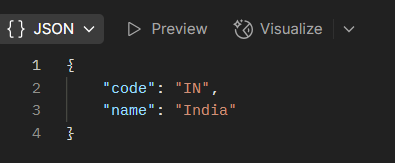 { } JSON Preview Visualize
1 {
2 "code": "IN",
3 "name": "India"
4 }